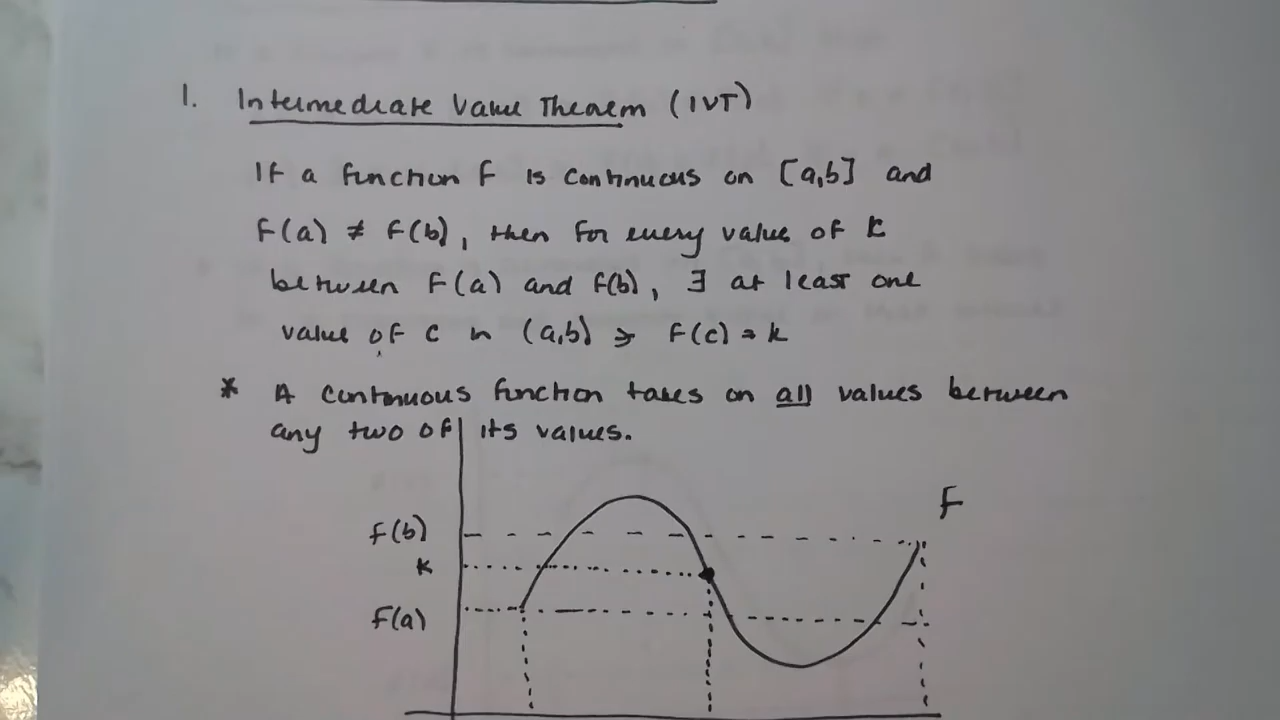 1. Intermediate Value Theorem (IVT)
If a function f is continuous on [a,b] and
f(a) ≠ f(b), then for every value of k
between f(a) and f(b), ∃ at least one
value of c in (a,b) ∋ f(c) = k
* A continuous function takes on all values between
any two of its values.
f
f(b)
k
f(a)